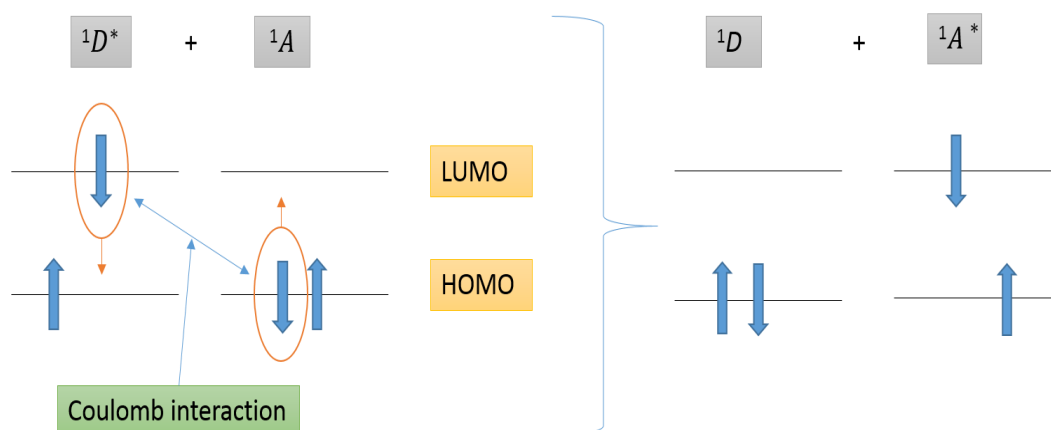 ¹D* + ¹A ¹D + ¹A*
LUMO
HOMO
Coulomb interaction